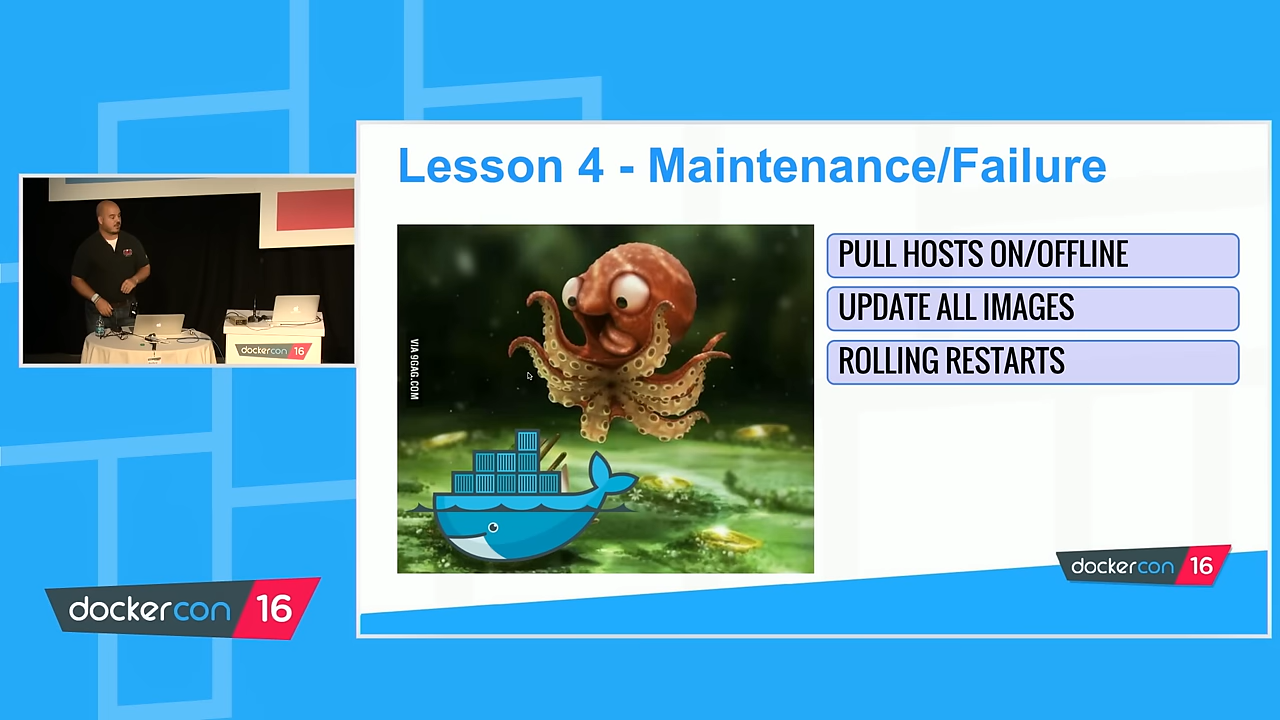 Lesson 4 - Maintenance/Failure
VIA 9GAG.COM
PULL HOSTS ON/OFFLINE
UPDATE ALL IMAGES
ROLLING RESTARTS
dockercon 16
dockercon 16
dockercon 16